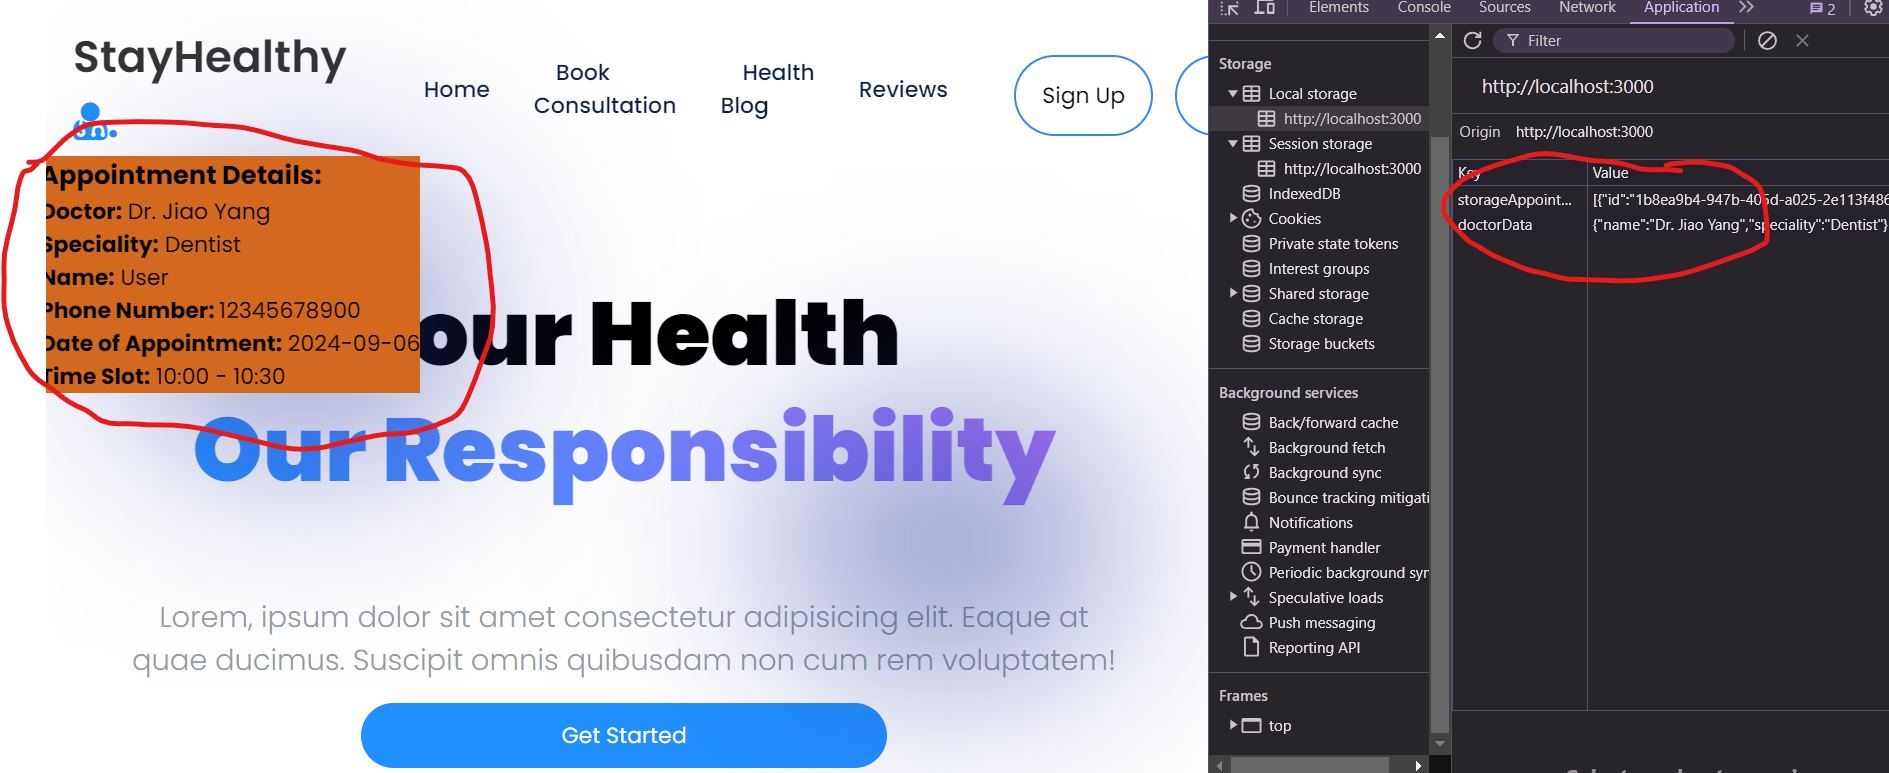 StayHealthy
Home
Book
Consultation
Health
Blog
Reviews
Sign Up
Appointment Details:
Doctor: Dr. Jiao Yang
Speciality: Dentist
Name: User
Phone Number: 12345678900
Date of Appointment: 2024-09-06
Time Slot: 10:00 - 10:30
our Health
Our Responsibility
Lorem, ipsum dolor sit amet consectetur adipisicing elit. Eaque at
quae ducimus. Suscipit omnis quibusdam non cum rem voluptatem!
Get Started
Elements Console Sources Network Application 2
Storage
Local storage
http://localhost:3000
Session storage
http://localhost:3000
IndexedDB
Cookies
Private state tokens
Interest groups
Shared storage
Cache storage
Storage buckets
Background services
Back/forward cache
Background fetch
Background sync
Bounce tracking mitigati
Notifications
Payment handler
Periodic background syn
Speculative loads
Push messaging
Reporting API
Frames
top
Filter
http://localhost:3000
Origin http://localhost:3000
Key Value
storageAppoint... [{"id":"1b8ea9b4-947b-405d-a025-2e113f486
doctorData {"name":"Dr. Jiao Yang","speciality":"Dentist"}